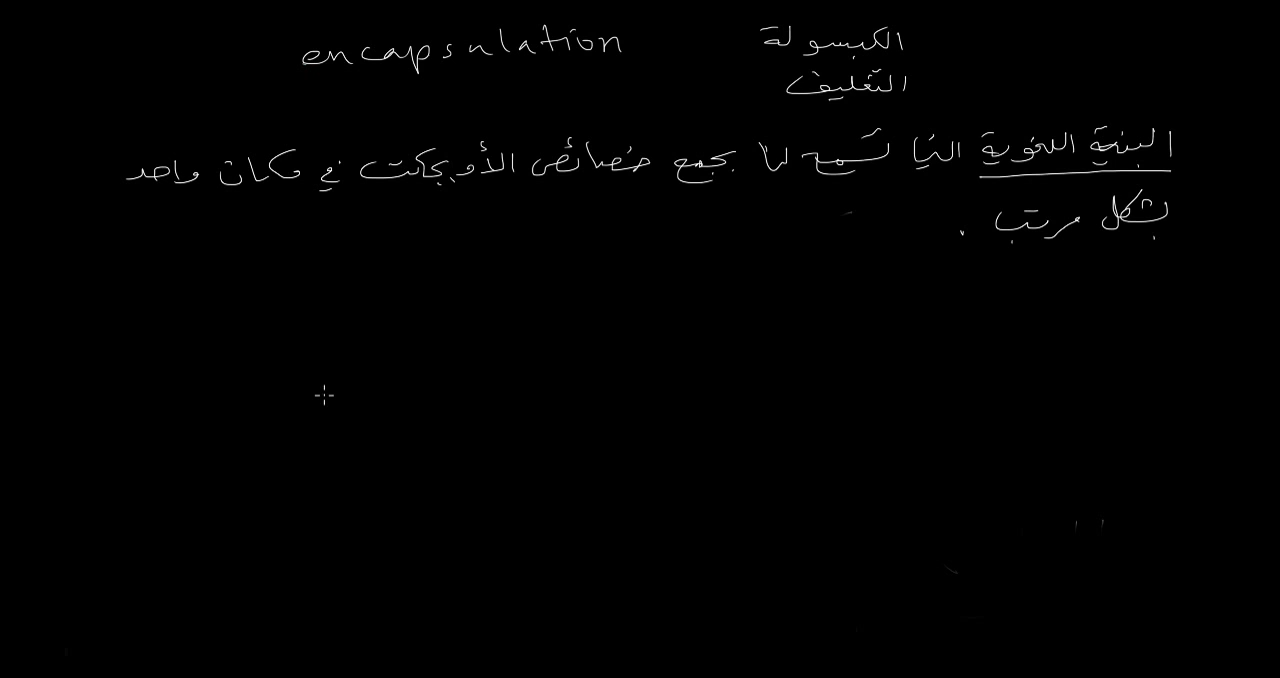 encapsulation الكبسولة
التغليف
البنية اللغوية التي تسمح لنا بجمع خصائص الأوبجكت في مكان واحد
بشكل مرتب .